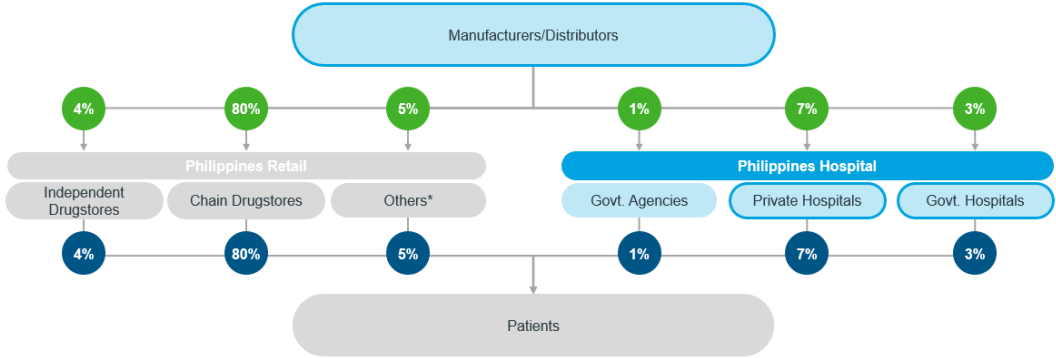 Manufacturers/Distributors
4%
80%
5%
1%
7%
3%
Philippines Retail
Philippines Hospital
Independent
Drugstores
Chain Drugstores
Others*
Govt. Agencies
Private Hospitals
Govt. Hospitals
4%
80%
5%
1%
7%
3%
Patients